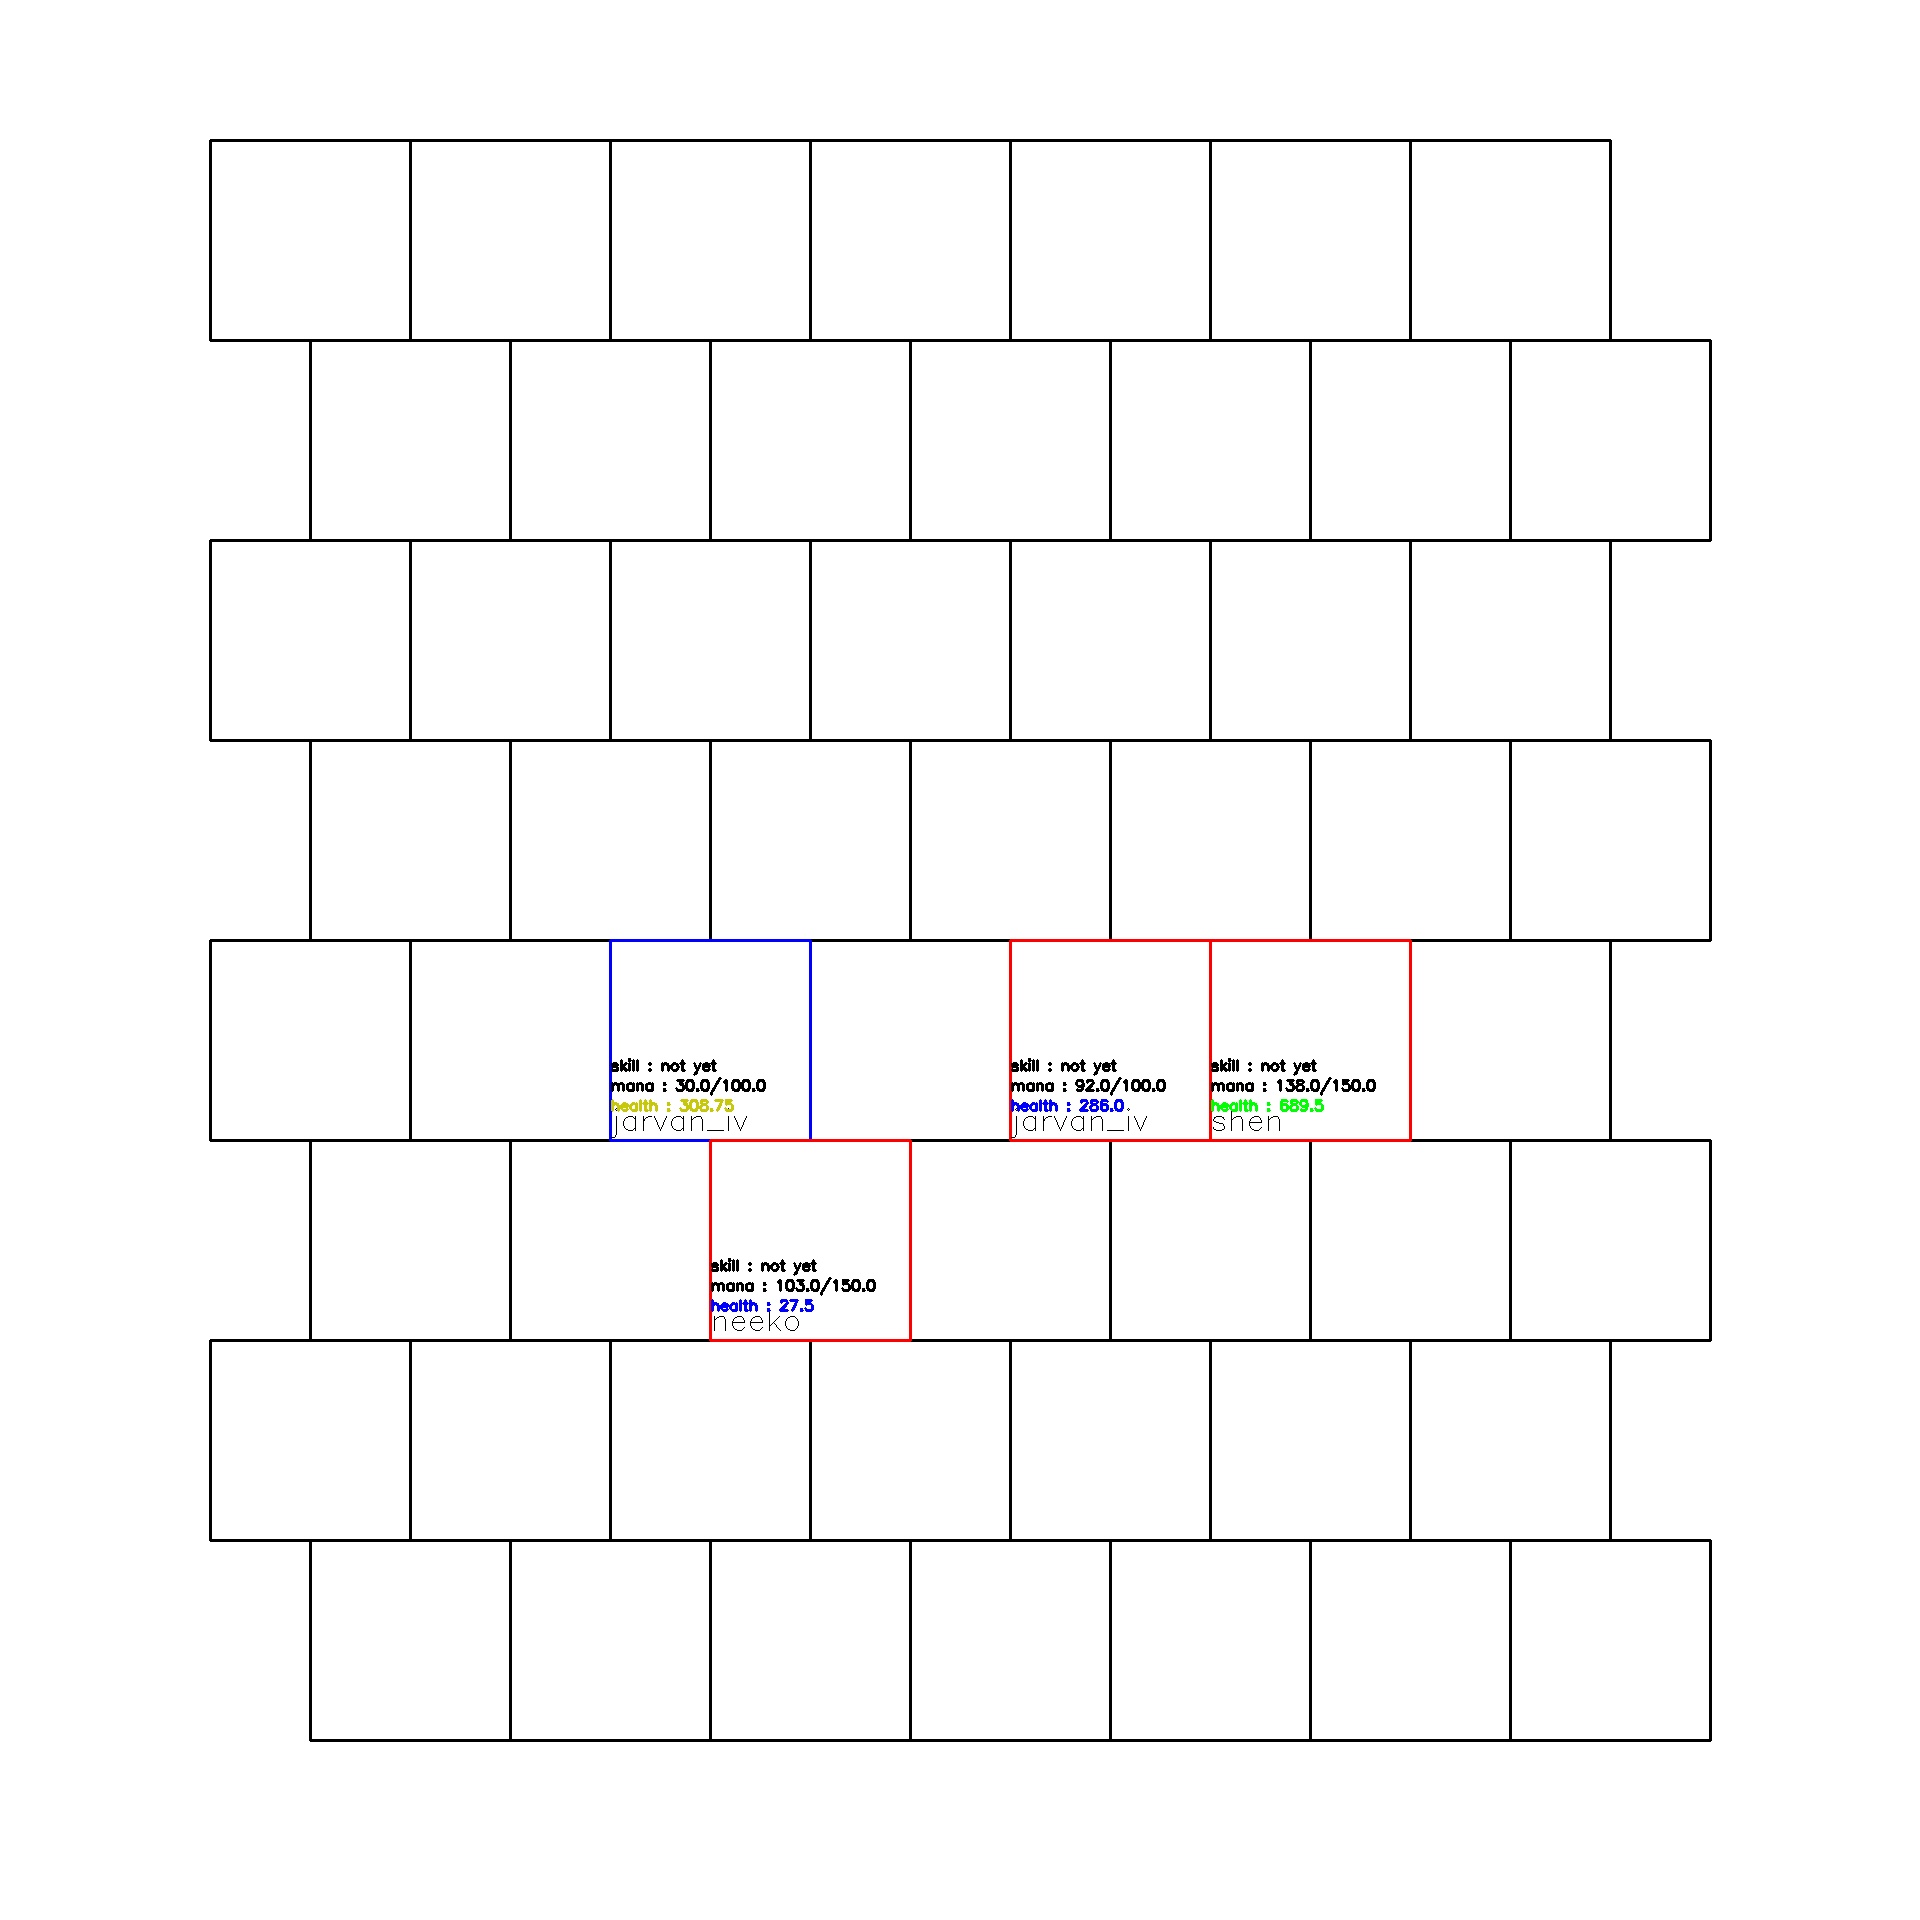 skill : not yet
mana : 30.0/100.0
health : 308.75
jarvan_iv
skill : not yet
mana : 92.0/100.0
health : 286.0
jarvan_iv
skill : not yet
mana : 138.0/150.0
health : 689.5
shen
skill : not yet
mana : 103.0/150.0
health : 27.5
neeko